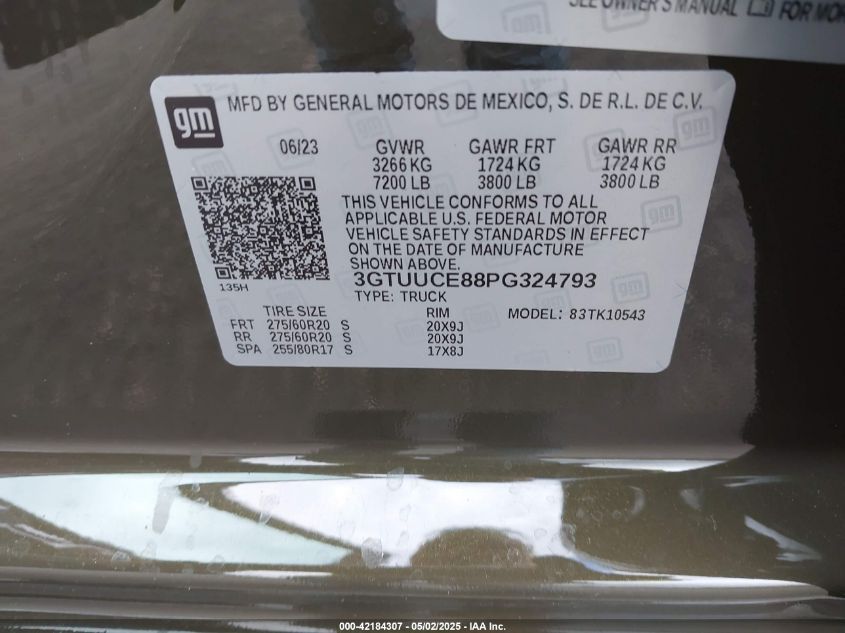 SEE OWNER'S MANUAL FOR MOR
gm
MFD BY GENERAL MOTORS DE MEXICO, S. DE R.L. DE C.V.
06/23 GVWR GAWR FRT GAWR RR
3266 KG 1724 KG 1724 KG
7200 LB 3800 LB 3800 LB
THIS VEHICLE CONFORMS TO ALL
APPLICABLE U.S. FEDERAL MOTOR
VEHICLE SAFETY STANDARDS IN EFFECT
ON THE DATE OF MANUFACTURE
SHOWN ABOVE.
135H
3GTUUCE88PG324793
TYPE: TRUCK
TIRE SIZE RIM MODEL: 83TK10543
FRT 275/60R20 S 20X9J
RR 275/60R20 S 20X9J
SPA 255/80R17 S 17X8J
000-42184307 - 05/02/2025 - IAA Inc.